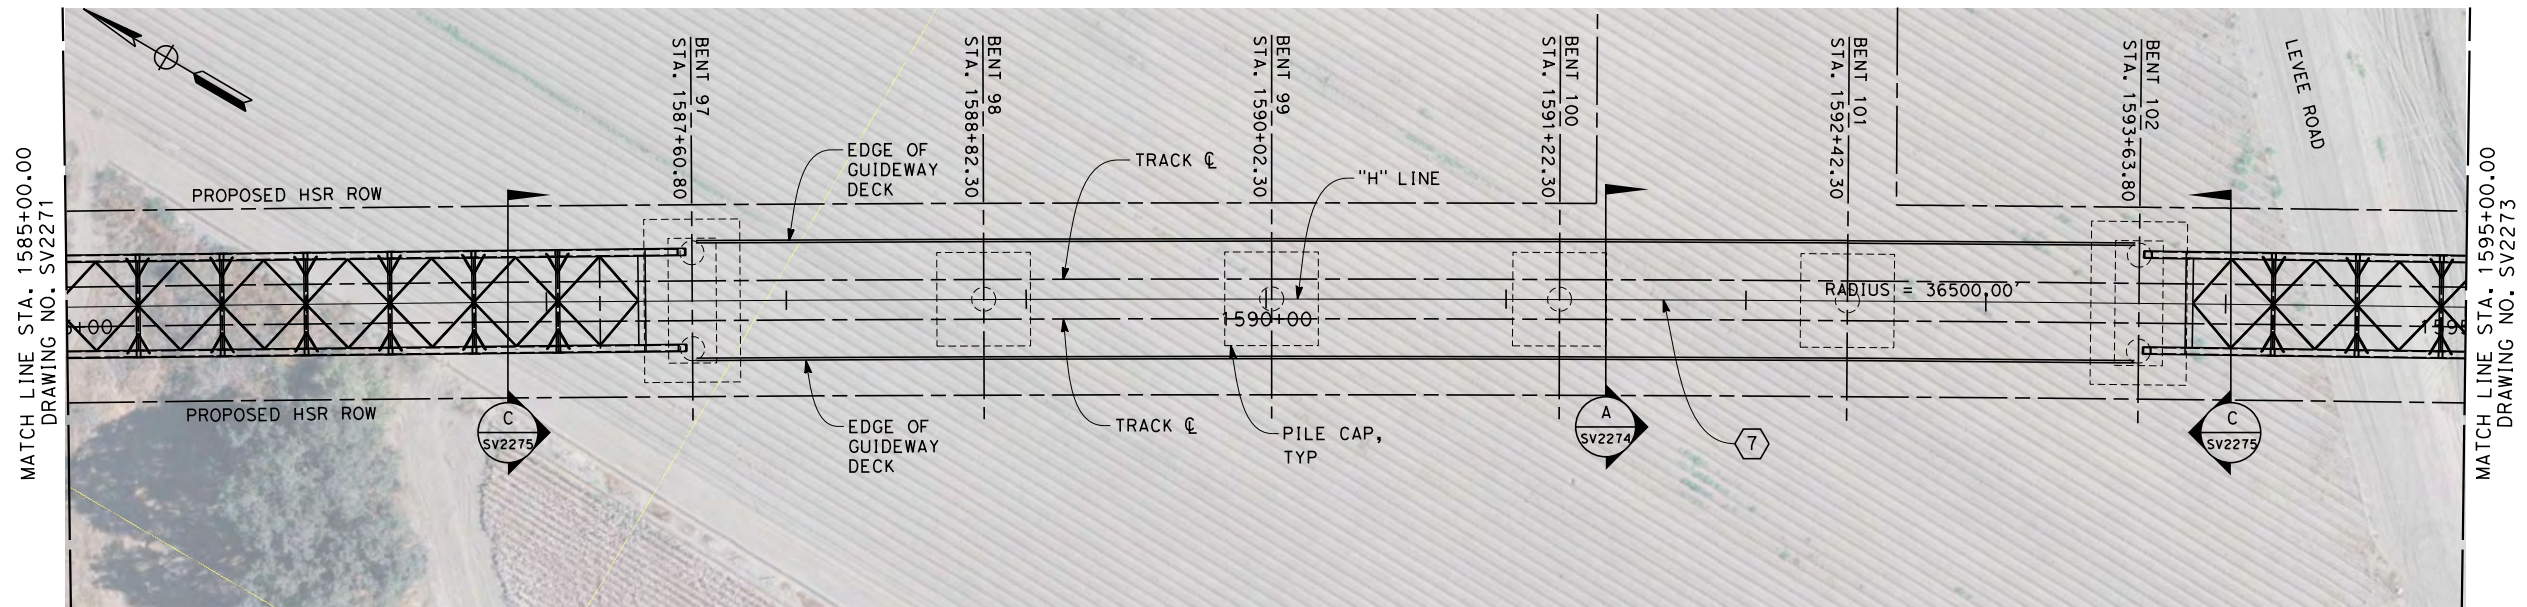 MATCH LINE STA. 1585+00.00
DRAWING NO. SV2271
BENT 97
STA. 1587+60.80
BENT 98
STA. 1588+82.30
BENT 99
STA. 1590+02.30
BENT 100
STA. 1591+22.30
BENT 101
STA. 1592+42.30
BENT 102
STA. 1593+63.80
LEVEE ROAD
PROPOSED HSR ROW
EDGE OF
GUIDEWAY
DECK
TRACK ℄
"H" LINE
RADIUS = 36500.00'
+00
1590+00
159
PROPOSED HSR ROW
C
SV2275
EDGE OF
GUIDEWAY
DECK
TRACK ℄
PILE CAP,
TYP
A
SV2274
7
C
SV2275
MATCH LINE STA. 1595+00.00
DRAWING NO. SV2273